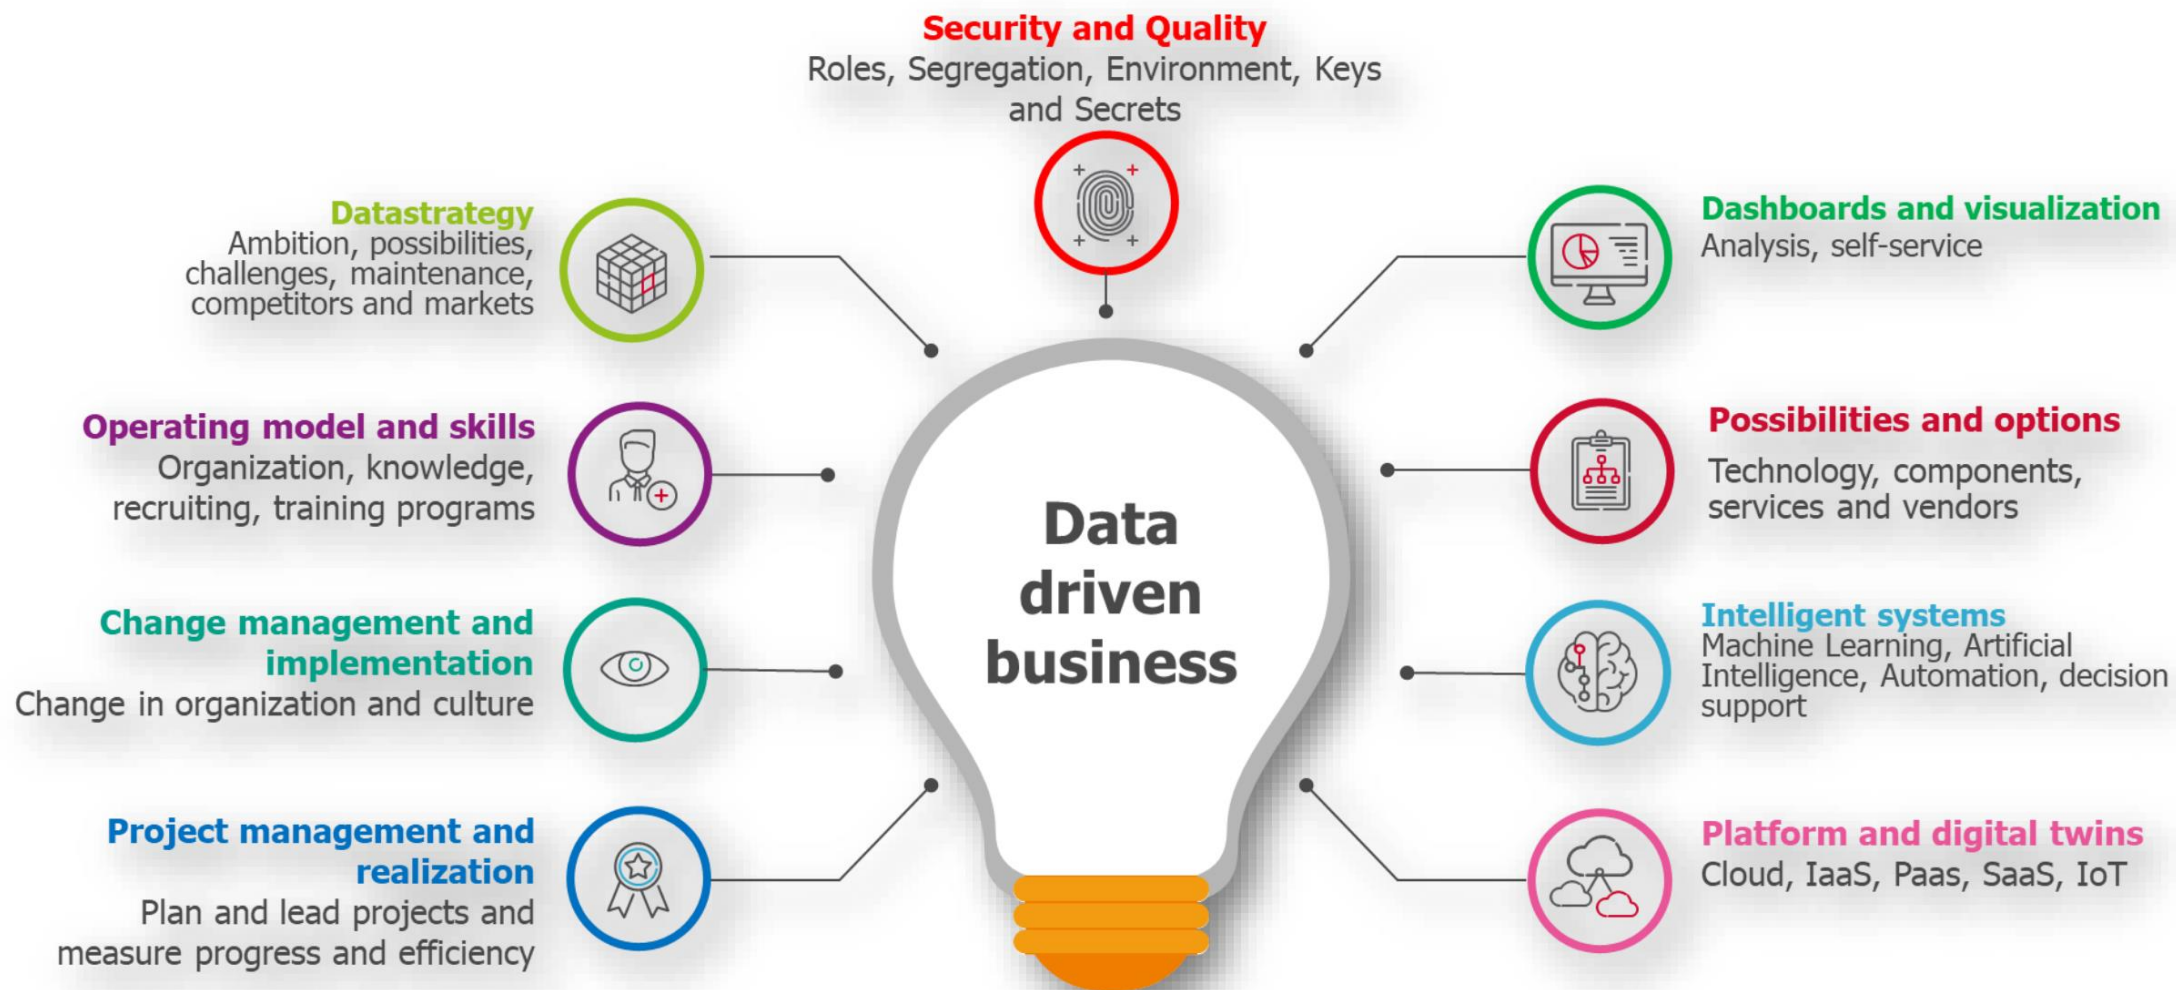 Security and Quality
Roles, Segregation, Environment, Keys
and Secrets
Datastrategy
Ambition, possibilities,
challenges, maintenance,
competitors and markets
Operating model and skills
Organization, knowledge,
recruiting, training programs
Change management and
implementation
Change in organization and culture
Project management and
realization
Plan and lead projects and
measure progress and efficiency
Data
driven
business
Dashboards and visualization
Analysis, self-service
Possibilities and options
Technology, components,
services and vendors
Intelligent systems
Machine Learning, Artificial
Intelligence, Automation, decision
support
Platform and digital twins
Cloud, IaaS, Paas, SaaS, IoT